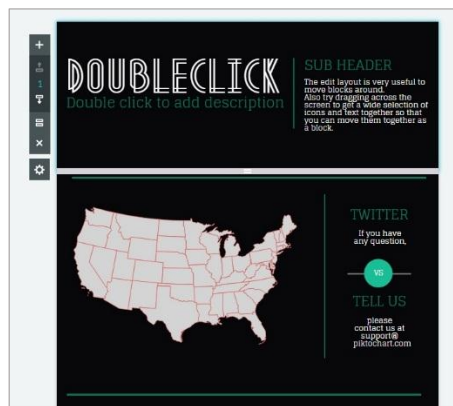 1
DOUBLECLICK
Double click to add description
SUB HEADER
The edit layout is very useful to
move blocks around.
Also try dragging across the
screen to get a wide selection of
icons and text together so that
you can move them together as
a block.
TWITTER
If you have
any question,
VS
TELL US
please
contact us at
support@
piktochart.com